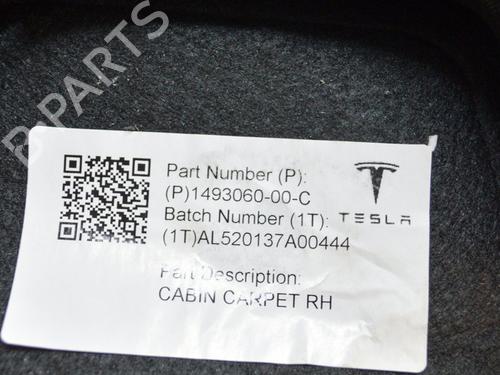 B-PARTS
Part Number (P):
(P)1493060-00-C
Batch Number (1T):
TESLA
(1T)AL520137A00444
Part Description:
CABIN CARPET RH